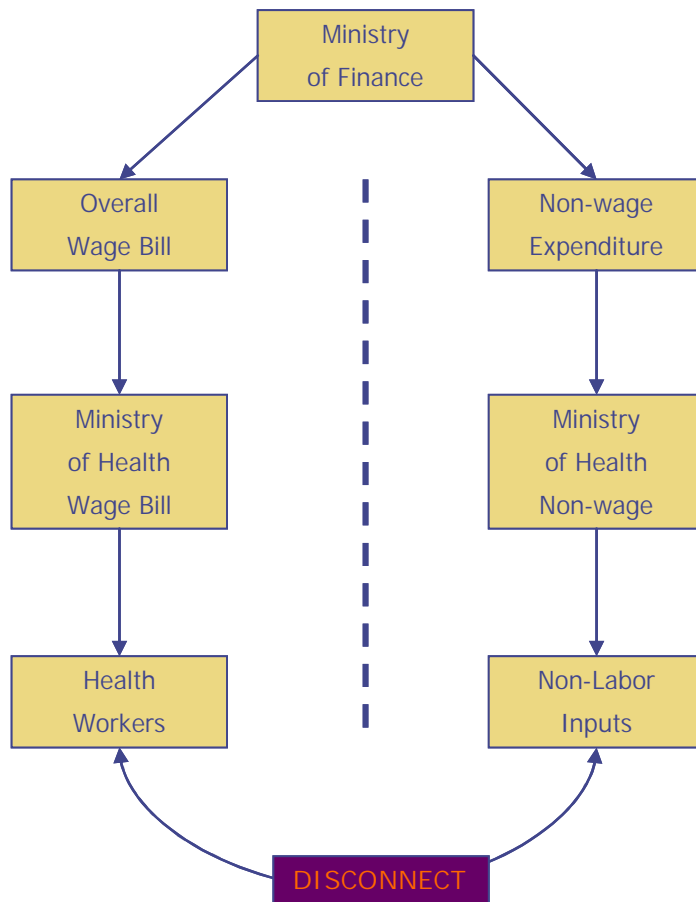 Ministry
of Finance
Overall
Wage Bill
Non-wage
Expenditure
Ministry
of Health
Wage Bill
Ministry
of Health
Non-wage
Health
Workers
Non-Labor
Inputs
DISCONNECT